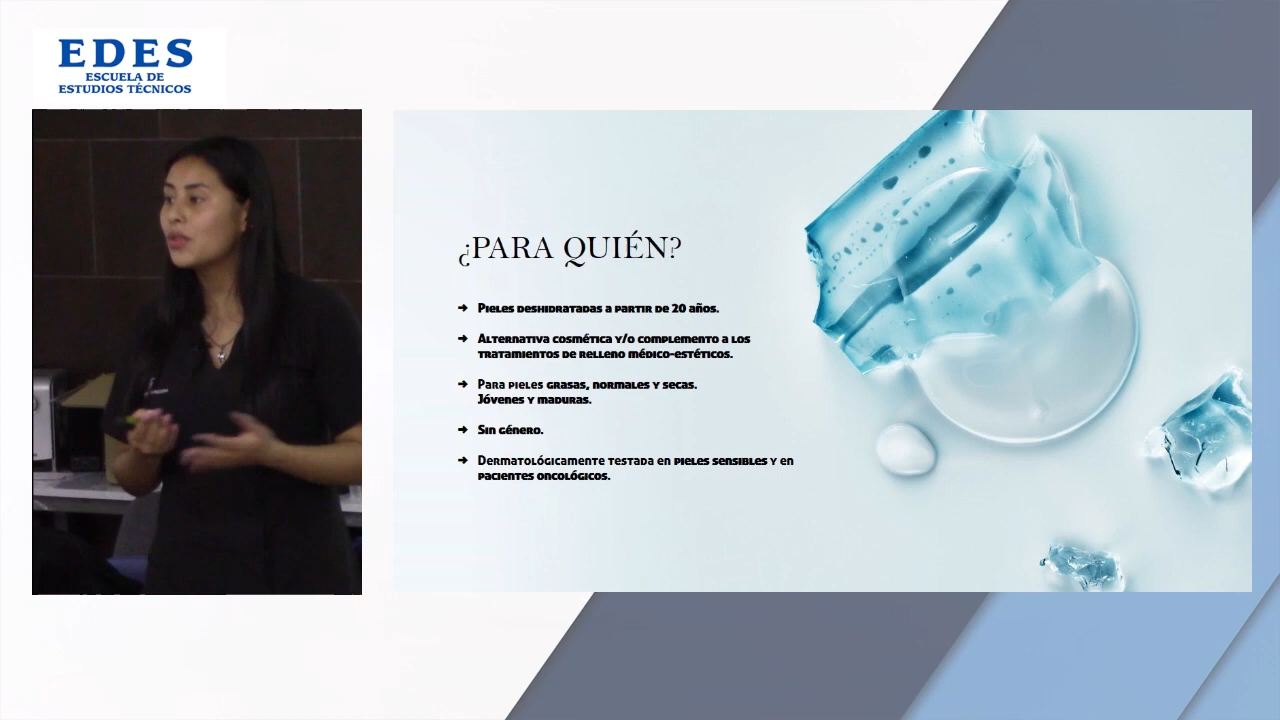 EDES
ESCUELA DE
ESTUDIOS TÉCNICOS
¿PARA QUIÉN?
➔ Pieles deshidratadas a partir de 20 años.
➔ Alternativa cosmética y/o complemento a los
tratamientos de relleno médico-estéticos.
➔ Para pieles grasas, normales y secas.
Jóvenes y maduras.
➔ Sin género.
➔ Dermatológicamente testada en pieles sensibles y en
pacientes oncológicos.